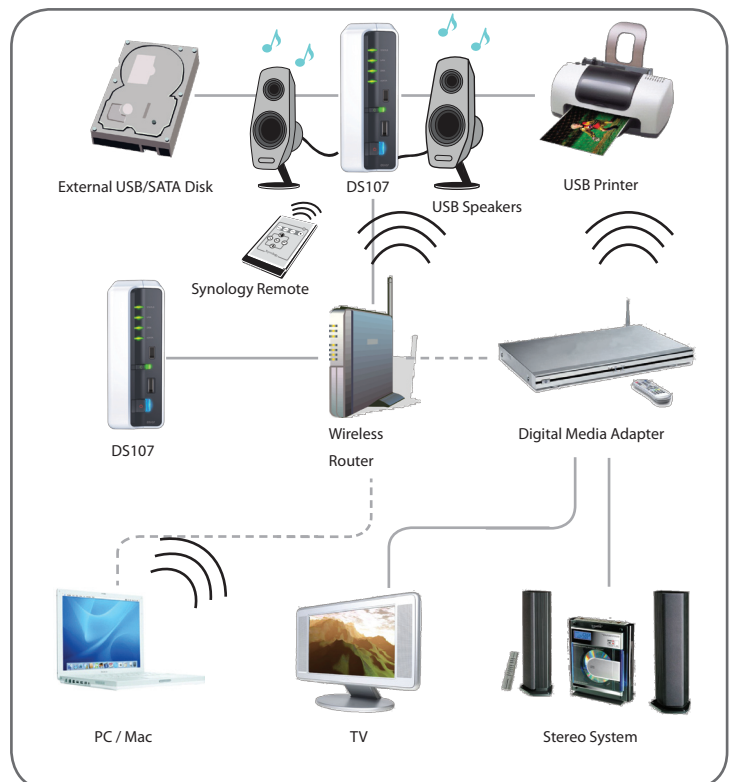 External USB/SATA Disk
DS107
USB Printer
USB Speakers
Synology Remote
DS107
Wireless
Router
Digital Media Adapter
PC / Mac
TV
Stereo System